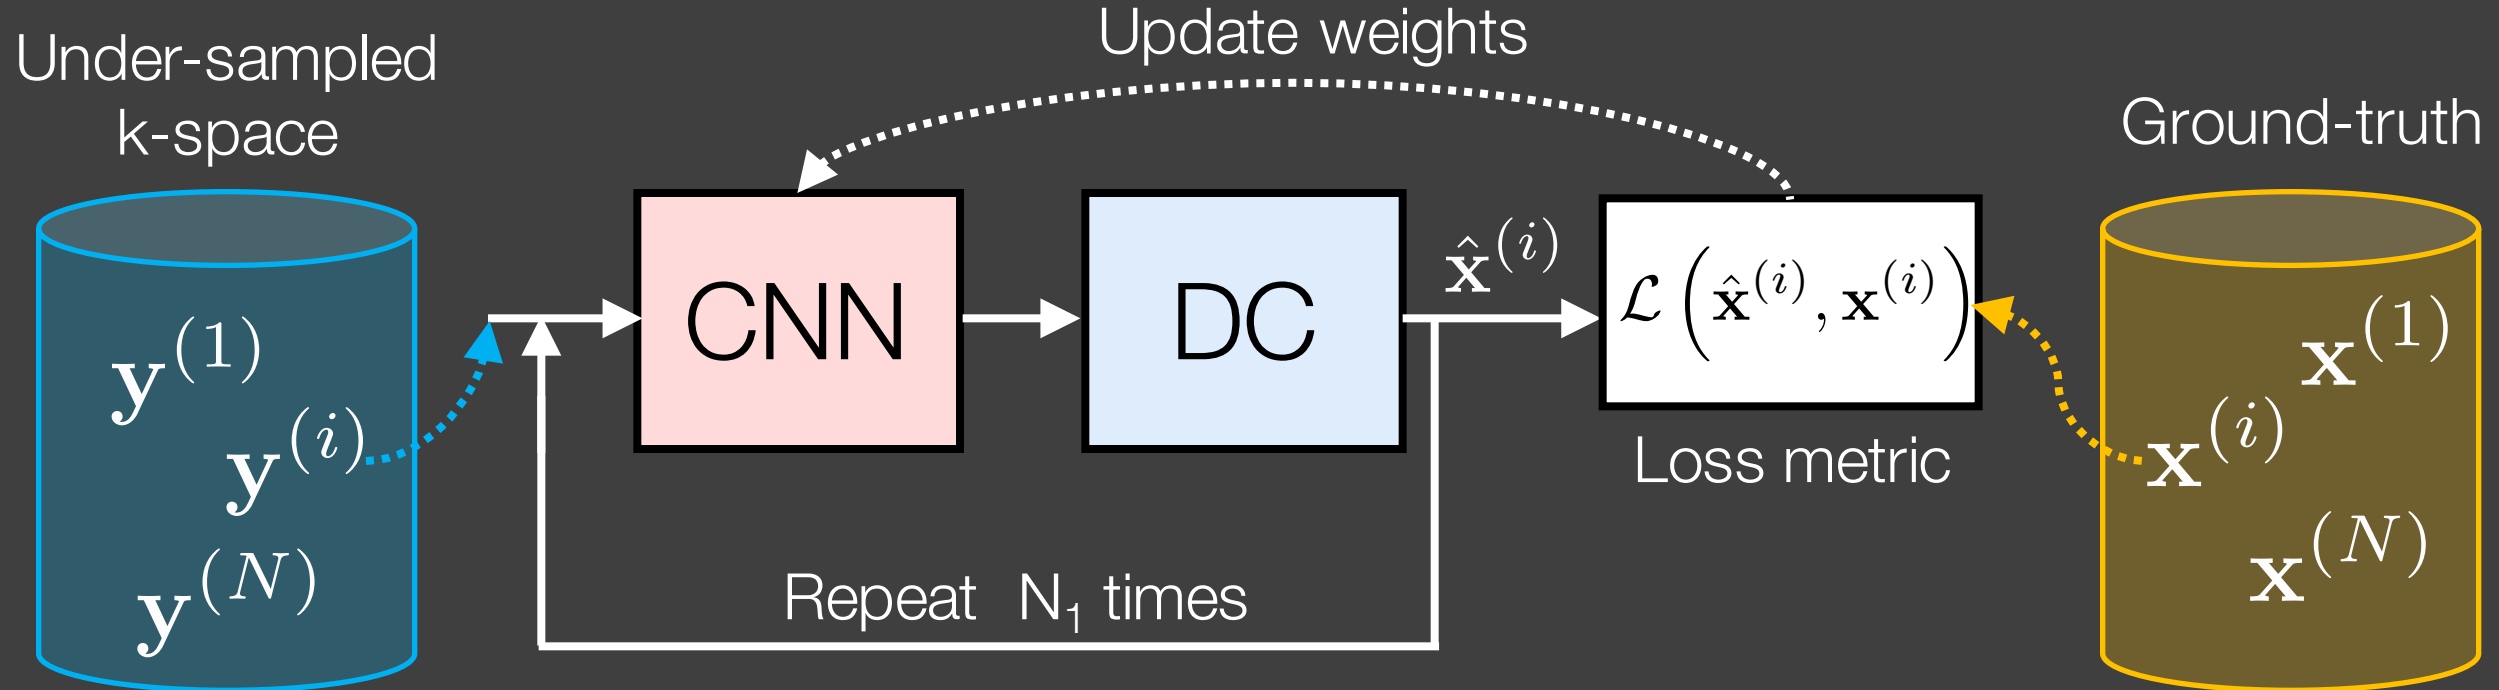 Under-sampled
k-space
Update weights
Ground-truth
CNN
DC
x̂⁽ⁱ⁾
ℒ(x̂⁽ⁱ⁾, x⁽ⁱ⁾)
Loss metric
y⁽¹⁾
y⁽ⁱ⁾
y⁽ᴺ⁾
Repeat N₁ times
x⁽¹⁾
x⁽ⁱ⁾
x⁽ᴺ⁾